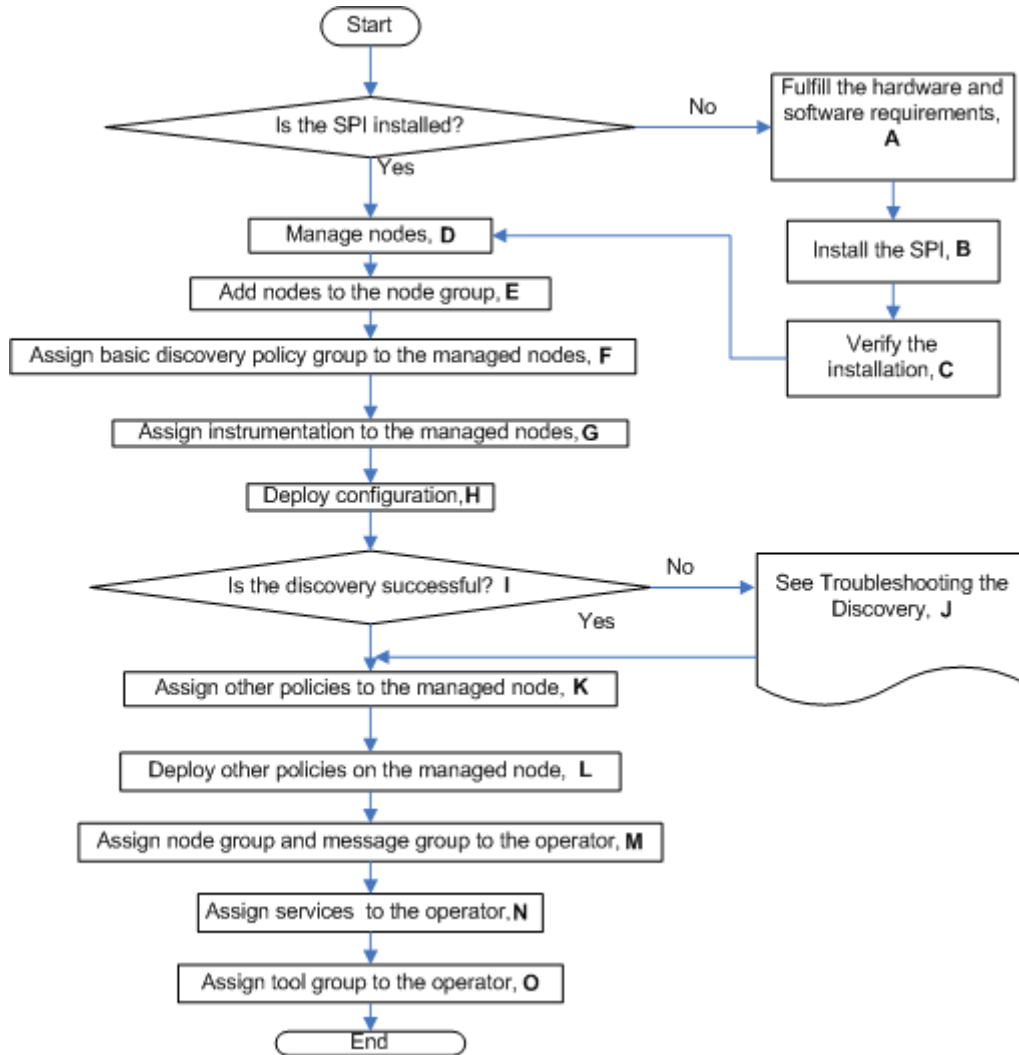 Start
Is the SPI installed?
No
Yes
Fulfill the hardware and
software requirements,
A
Install the SPI, B
Verify the
installation, C
Manage nodes, D
Add nodes to the node group, E
Assign basic discovery policy group to the managed nodes, F
Assign instrumentation to the managed nodes, G
Deploy configuration, H
Is the discovery successful? I
No
Yes
See Troubleshooting the
Discovery, J
Assign other policies to the managed node, K
Deploy other policies on the managed node, L
Assign node group and message group to the operator, M
Assign services to the operator, N
Assign tool group to the operator, O
End